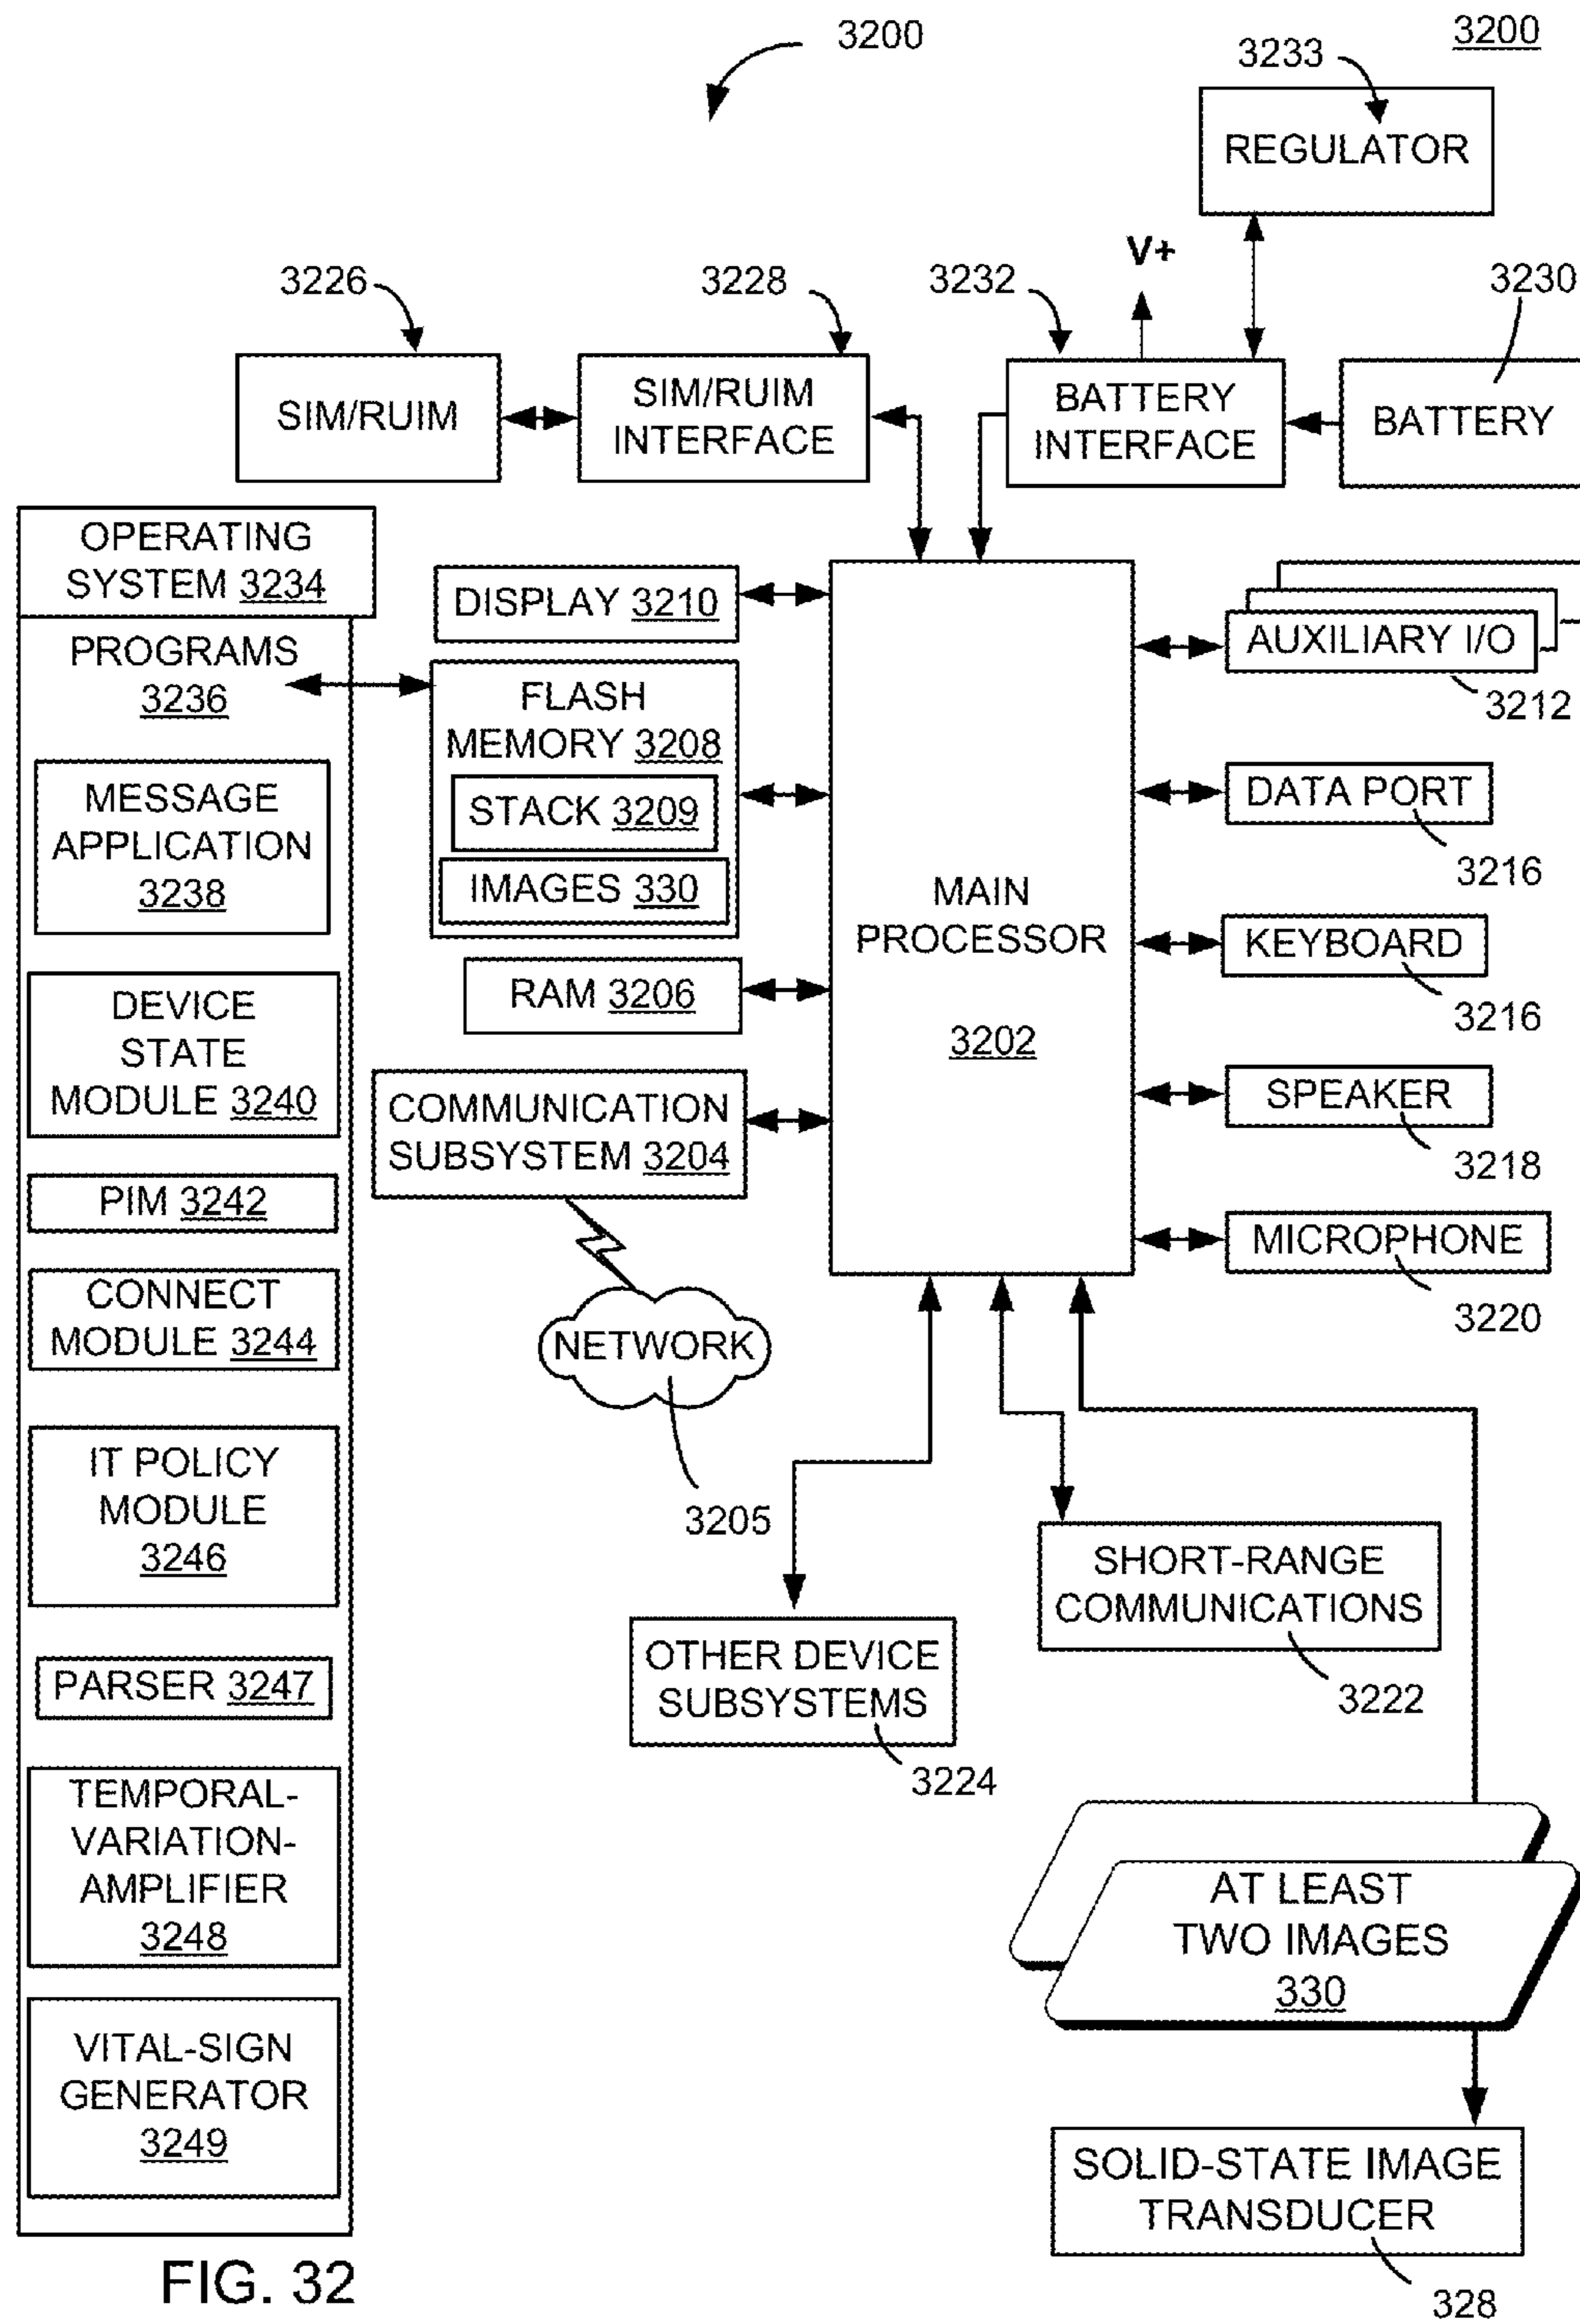 3200
3200
3233
REGULATOR
V+
3226
3228
3232
3230
SIM/RUIM
SIM/RUIM
INTERFACE
BATTERY
INTERFACE
BATTERY
OPERATING
SYSTEM 3234
PROGRAMS
3236
MESSAGE
APPLICATION
3238
DEVICE
STATE
MODULE 3240
PIM 3242
CONNECT
MODULE 3244
IT POLICY
MODULE
3246
PARSER 3247
TEMPORAL-
VARIATION-
AMPLIFIER
3248
VITAL-SIGN
GENERATOR
3249
DISPLAY 3210
FLASH
MEMORY 3208
STACK 3209
IMAGES 330
RAM 3206
COMMUNICATION
SUBSYSTEM 3204
NETWORK
3205
MAIN
PROCESSOR
3202
AUXILIARY I/O
3212
DATA PORT
3216
KEYBOARD
3216
SPEAKER
3218
MICROPHONE
3220
SHORT-RANGE
COMMUNICATIONS
3222
OTHER DEVICE
SUBSYSTEMS
3224
AT LEAST
TWO IMAGES
330
SOLID-STATE IMAGE
TRANSDUCER
328
FIG. 32